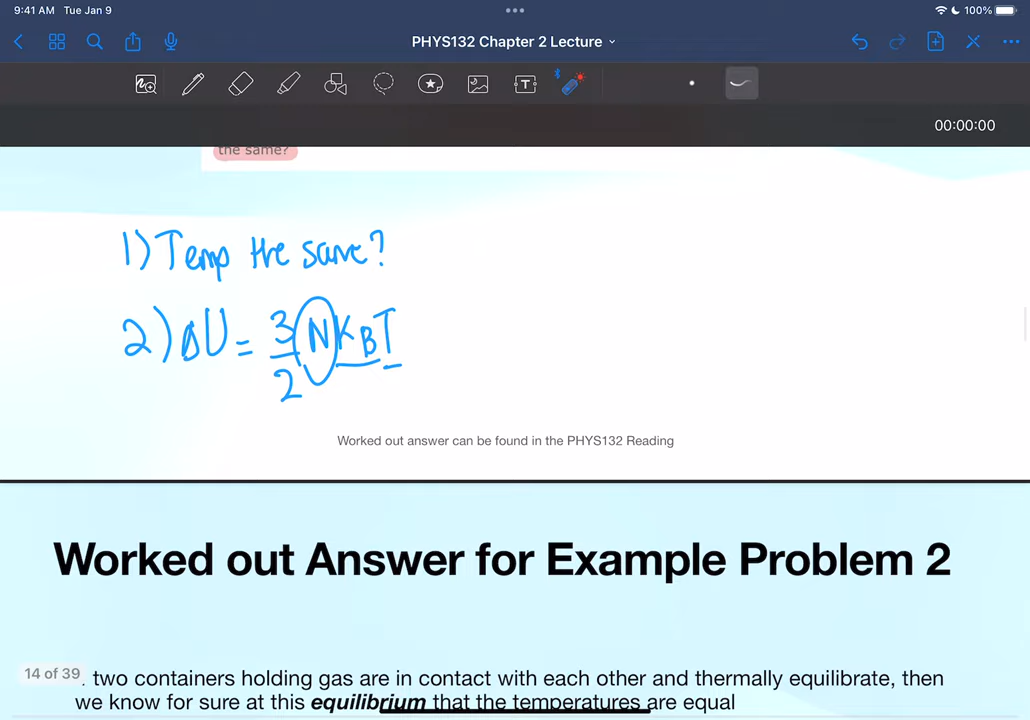 9:41 AM Tue Jan 9
100%
PHYS132 Chapter 2 Lecture
T
00:00:00
the same?
1) Temp the same?
2) ΔU = 3/2 N K_B T
Worked out answer can be found in the PHYS132 Reading
Worked out Answer for Example Problem 2
14 of 39
two containers holding gas are in contact with each other and thermally equilibrate, then
we know for sure at this equilibrium that the temperatures are equal